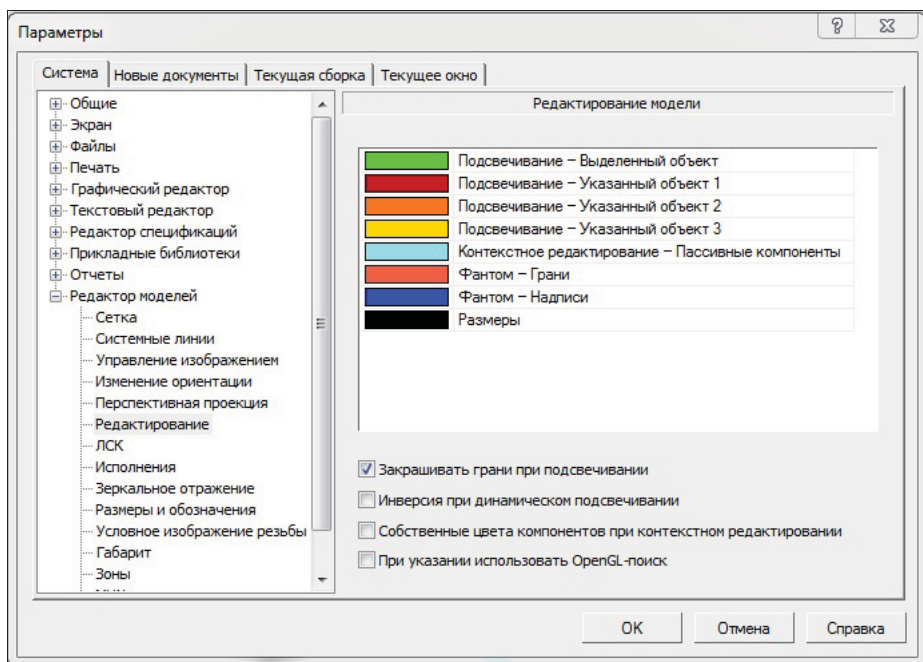 Параметры
Система
Новые документы
Текущая сборка
Текущее окно
Общие
Экран
Файлы
Печать
Графический редактор
Текстовый редактор
Редактор спецификаций
Прикладные библиотеки
Отчеты
Редактор моделей
Сетка
Системные линии
Управление изображением
Изменение ориентации
Перспективная проекция
Редактирование
ЛСК
Исполнения
Зеркальное отражение
Размеры и обозначения
Условное изображение резьбы
Габарит
Зоны
Редактирование модели
Подсвечивание – Выделенный объект
Подсвечивание – Указанный объект 1
Подсвечивание – Указанный объект 2
Подсвечивание – Указанный объект 3
Контекстное редактирование – Пассивные компоненты
Фантом – Грани
Фантом – Надписи
Размеры
Закрашивать грани при подсвечивании
Инверсия при динамическом подсвечивании
Собственные цвета компонентов при контекстном редактировании
При указании использовать OpenGL-поиск
OK
Отмена
Справка